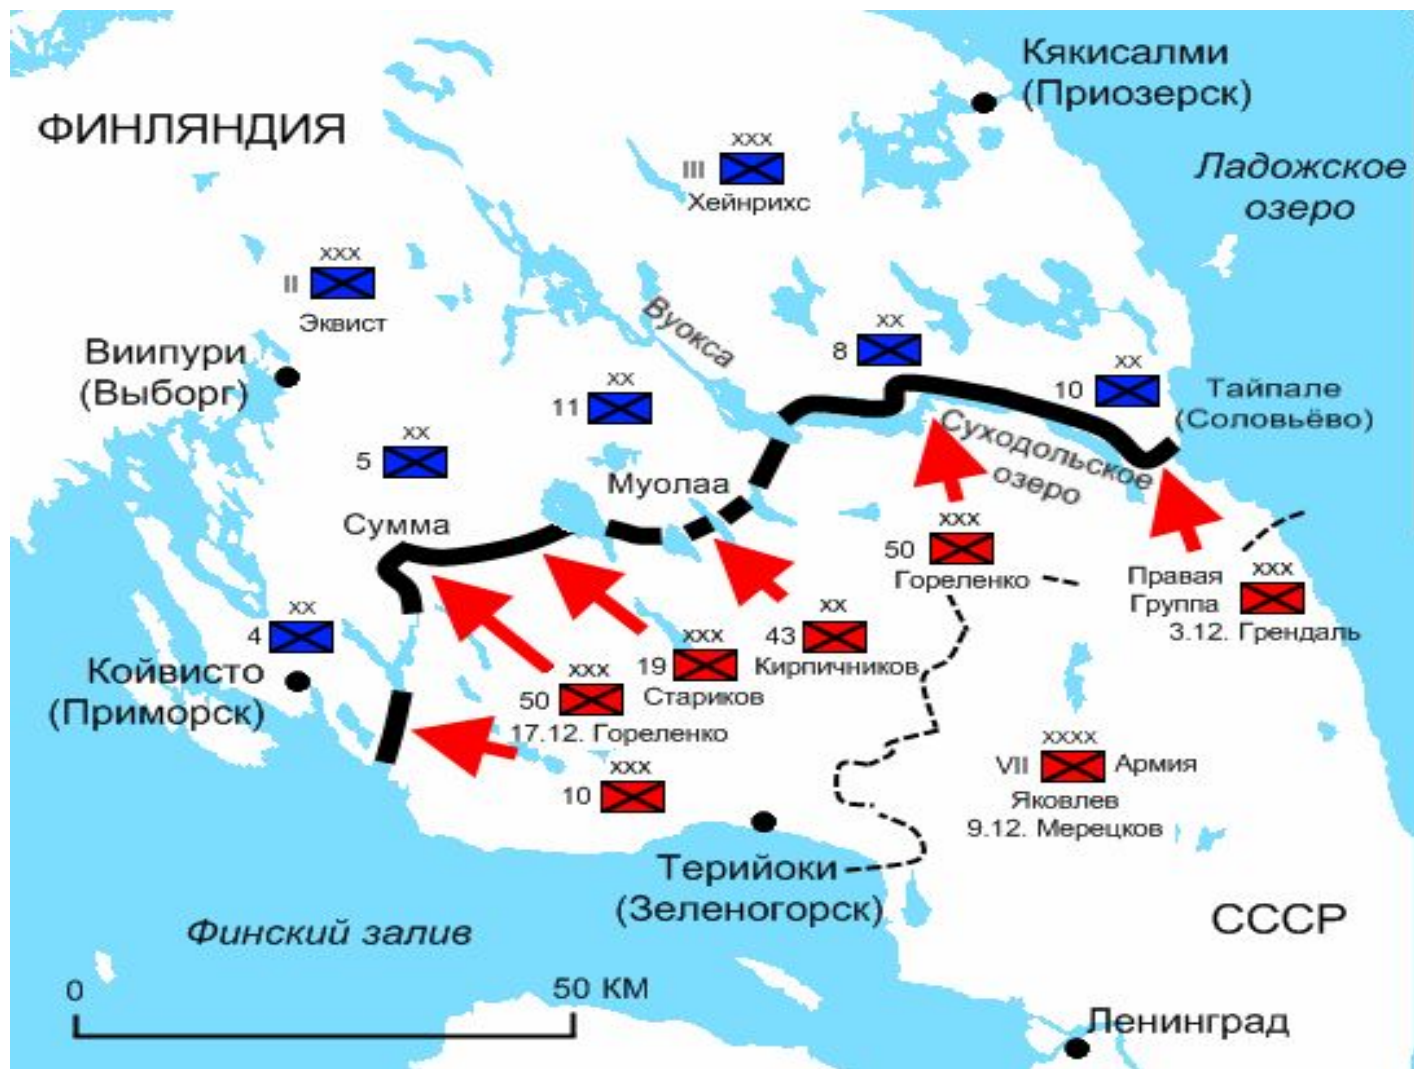 Кякисалми
(Приозерск)
ФИНЛЯНДИЯ
xxx
III
Хейнрихс
Ладожское
озеро
xxx
II
Эквист
Вуокса
Виипури
(Выборг)
xx
8
xx
10
Тайпале
(Соловьёво)
xx
11
xx
5
Суходольское
озеро
Муолаа
Сумма
xxx
50
Гореленко
Правая
Группа
xxx
3.12. Грендаль
xx
4
xx
43
Кирпичников
xxx
19
Стариков
Койвисто
(Приморск)
xxx
50
17.12. Гореленко
xxx
10
xxxx
VII
Армия
Яковлев
9.12. Мерецков
Терийоки
(Зеленогорск)
СССР
Финский залив
0
50 КМ
Ленинград